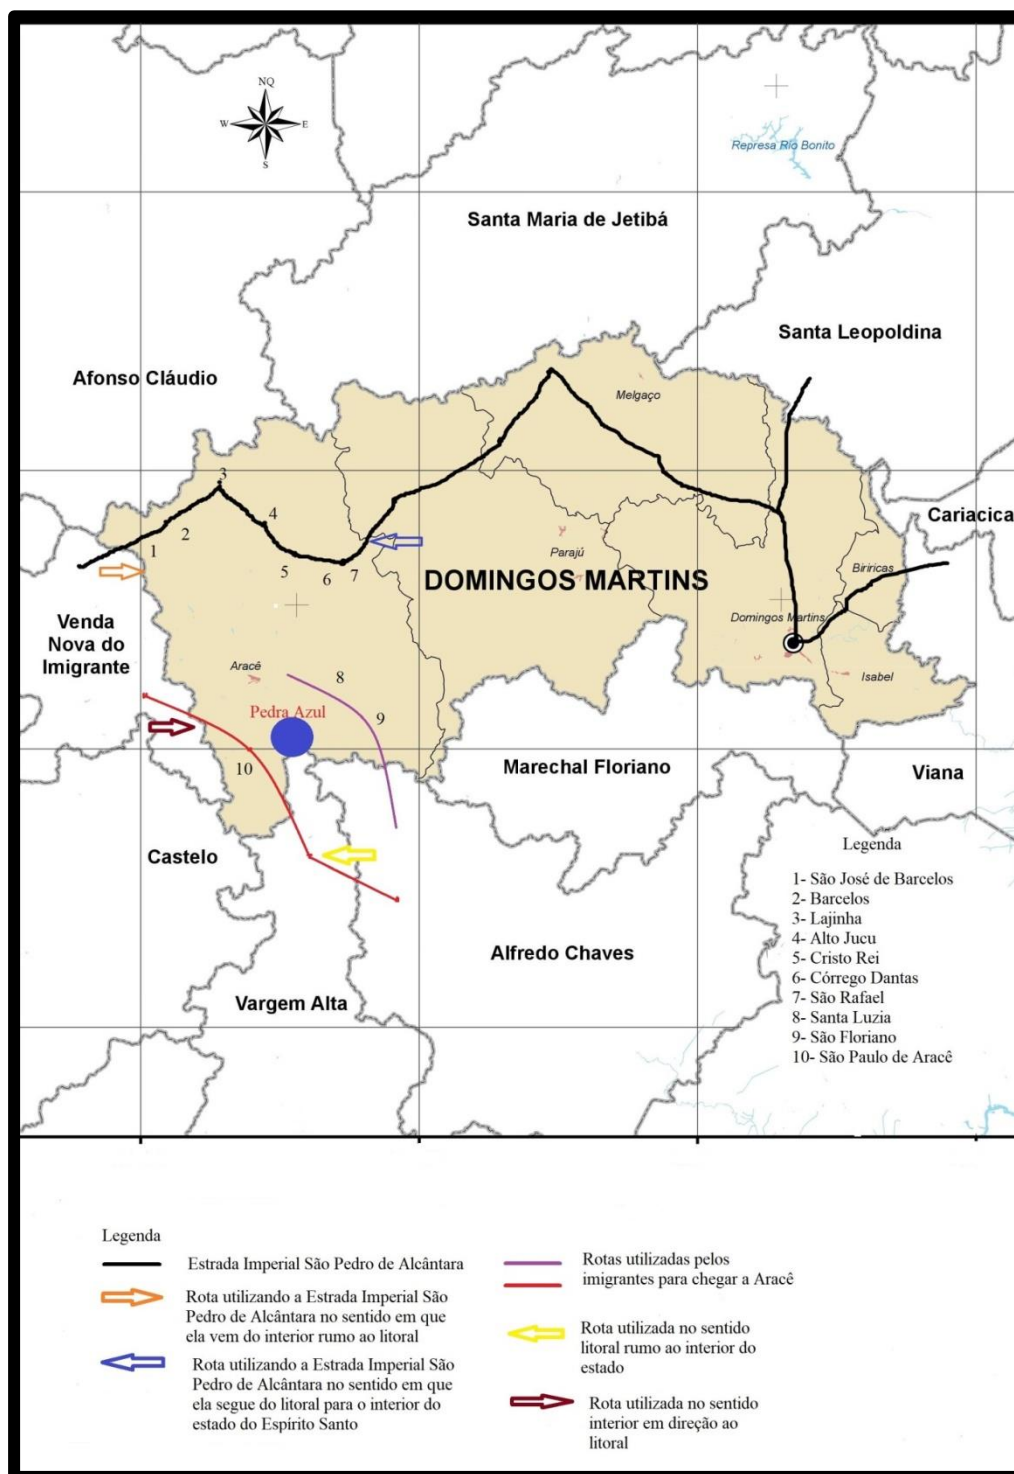 NQ
W
E
S
Represa Rio Bonito
Santa Maria de Jetibá
Santa Leopoldina
Afonso Cláudio
Melgaço
3
Cariacica
2
4
1
Parajú
5
6
7
DOMINGOS MARTINS
Biriricas
Venda
Nova do
Imigrante
Domingos Martins
Aracê
8
Isabel
Pedra Azul
9
10
Marechal Floriano
Viana
Castelo
Legenda
1- São José de Barcelos
2- Barcelos
3- Lajinha
4- Alto Jucu
5- Cristo Rei
6- Córrego Dantas
7- São Rafael
8- Santa Luzia
9- São Floriano
10- São Paulo de Aracê
Alfredo Chaves
Vargem Alta
Legenda
Estrada Imperial São Pedro de Alcântara
Rota utilizando a Estrada Imperial São
Pedro de Alcântara no sentido em que
ela vem do interior rumo ao litoral
Rota utilizando a Estrada Imperial São
Pedro de Alcântara no sentido em que
ela segue do litoral para o interior do
estado do Espírito Santo
Rotas utilizadas pelos
imigrantes para chegar a Aracê
Rota utilizada no sentido
litoral rumo ao interior do
estado
Rota utilizada no sentido
interior em direção ao
litoral